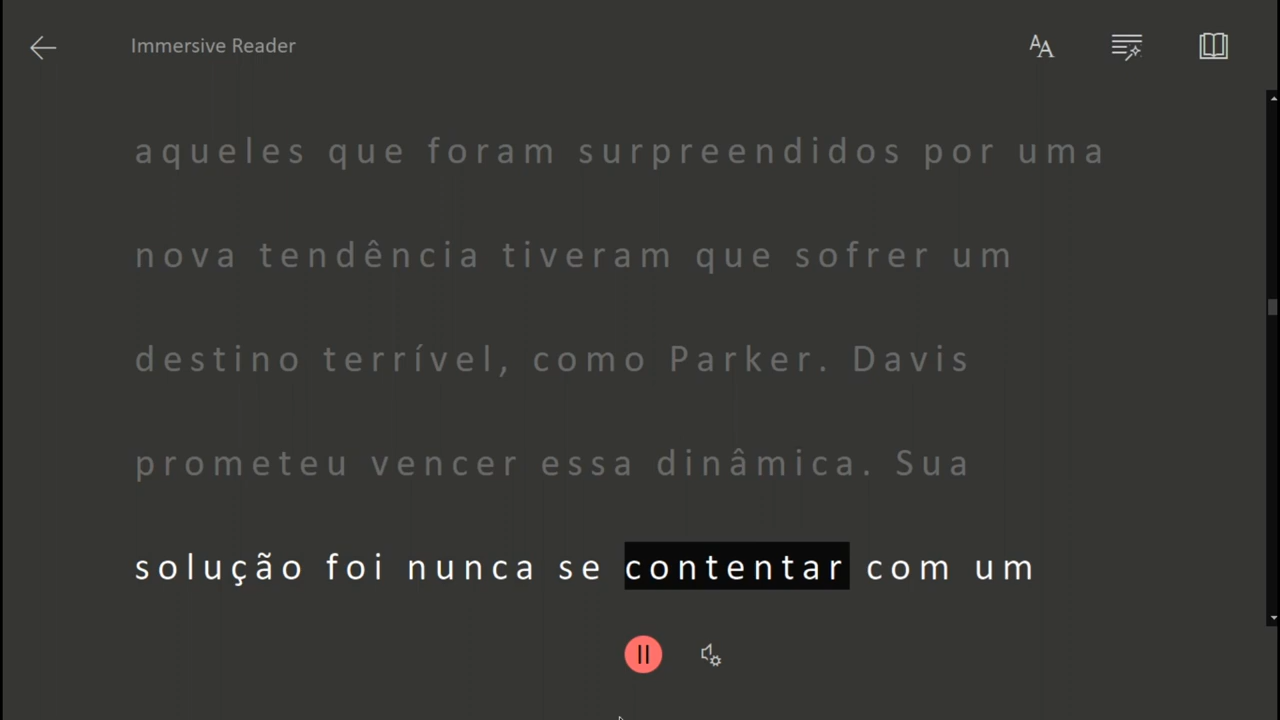 Immersive Reader
aqueles que foram surpreendidos por uma
nova tendência tiveram que sofrer um
destino terrível, como Parker. Davis
prometeu vencer essa dinâmica. Sua
solução foi nunca se contentar com um